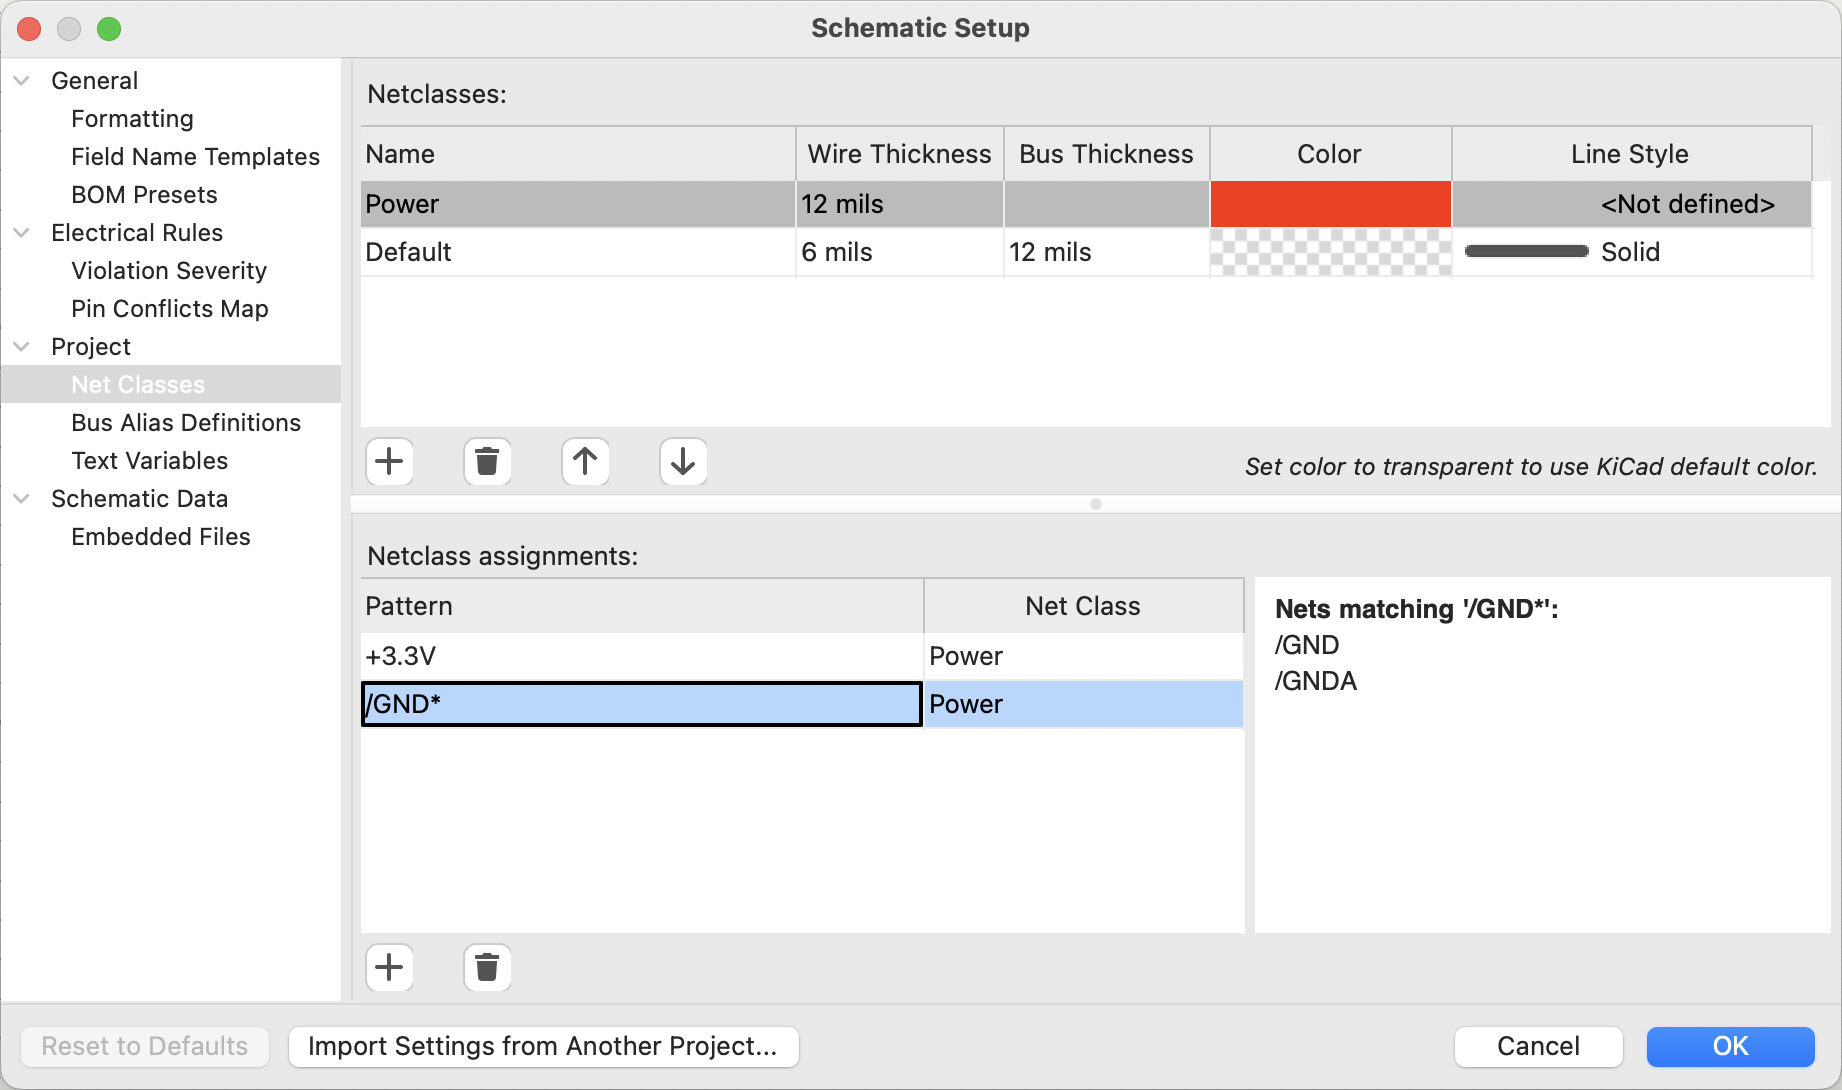 Schematic Setup
General
Formatting
Field Name Templates
BOM Presets
Electrical Rules
Violation Severity
Pin Conflicts Map
Project
Net Classes
Bus Alias Definitions
Text Variables
Schematic Data
Embedded Files
Netclasses:
Name Wire Thickness Bus Thickness Color Line Style
Power 12 mils <Not defined>
Default 6 mils 12 mils Solid
Set color to transparent to use KiCad default color.
Netclass assignments:
Pattern Net Class
+3.3V Power
/GND* Power
Nets matching '/GND*':
/GND
/GNDA
Reset to Defaults Import Settings from Another Project... Cancel OK